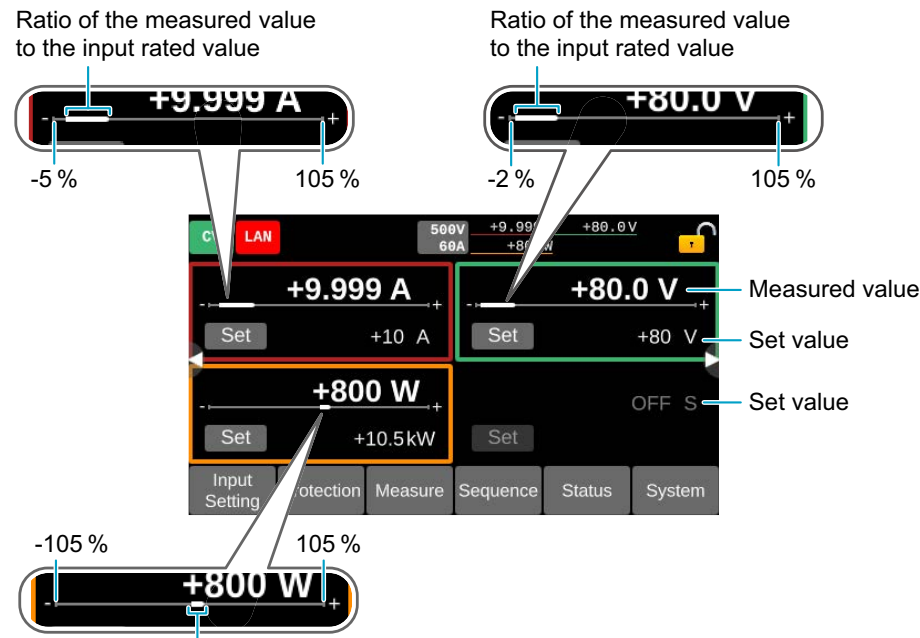 Ratio of the measured value
to the input rated value
Ratio of the measured value
to the input rated value
+9.999 A
- +
-5 %
105 %
+80.0 V
- +
-2 %
105 %
LAN
500V
60A
+9.999
+80.0V
+9.999 A
- +
Set
+10 A
+80.0 V
- +
Set
+80 V
Measured value
Set value
+800 W
- +
Set
+10.5kW
OFF S
Set
Set value
Input
Setting
Measure
Sequence
Status
System
-105 %
105 %
+800 W
- +